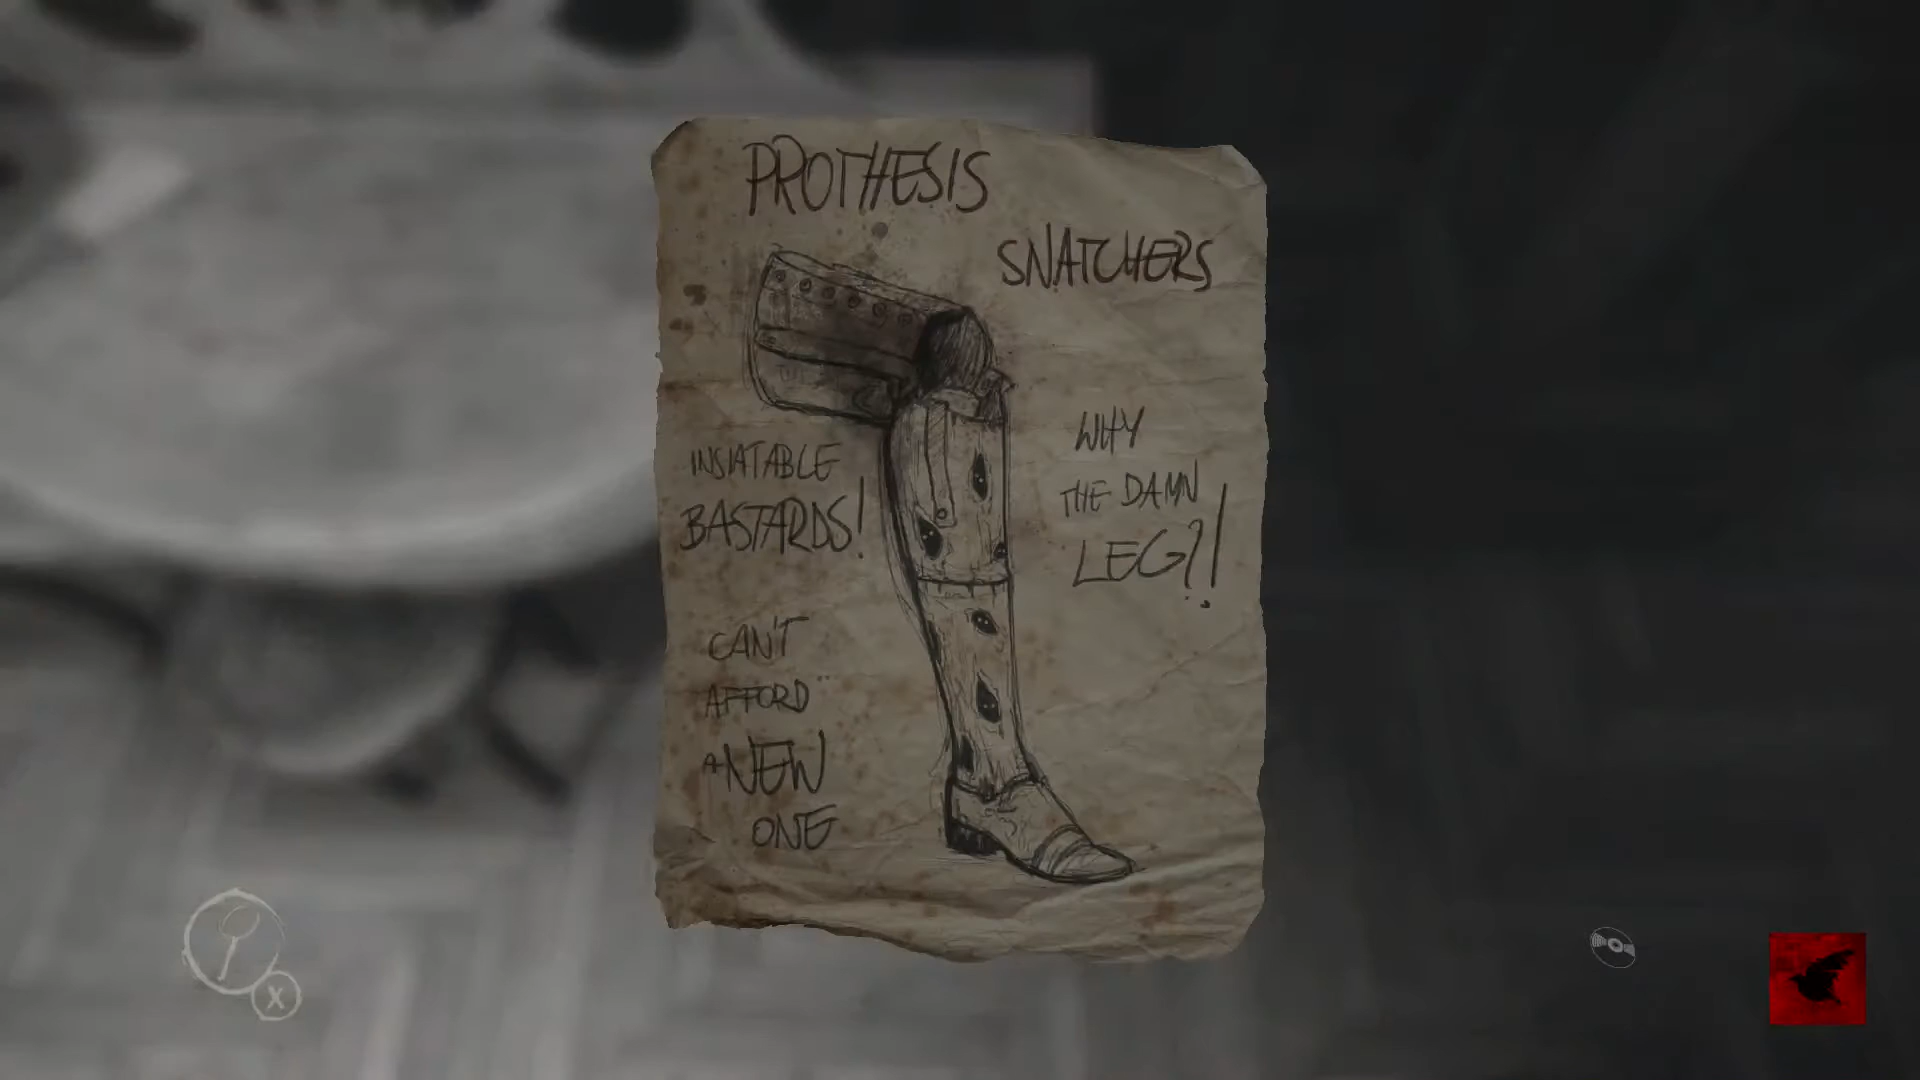 PROTHESIS
SNATCHERS
INSIATABLE
BASTARDS!
WHY
THE DAMN
LEG?!
CAN'T
AFFORD
A NEW
ONE
X